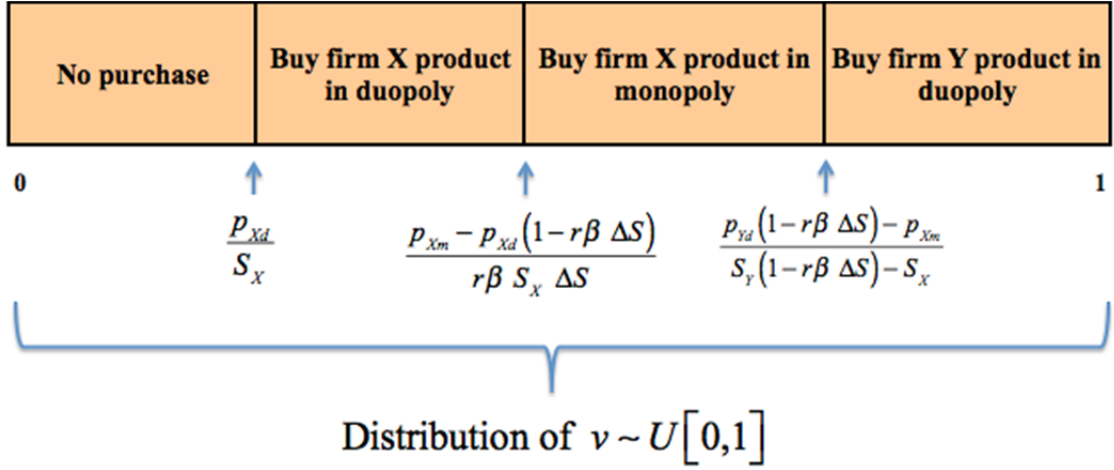 No purchase
Buy firm X product in duopoly
Buy firm X product in monopoly
Buy firm Y product in duopoly
0
1
p_{Xd} / S_X
(p_{Xm} − p_{Xd}(1−rβ ΔS)) / (rβ S_X ΔS)
(p_{Yd}(1−rβ ΔS)− p_{Xm}) / (S_Y(1−rβ ΔS)− S_X)
Distribution of v ~ U[0,1]